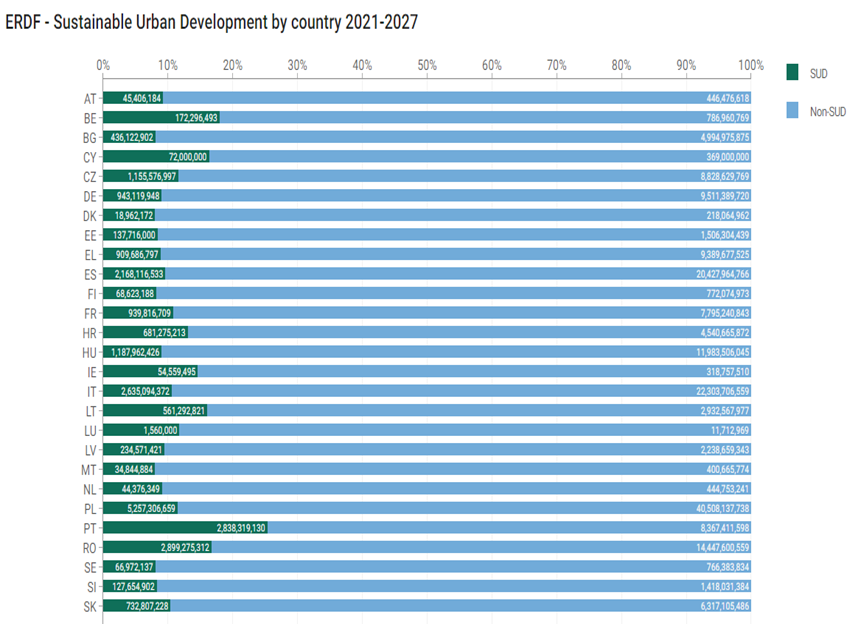 ERDF - Sustainable Urban Development by country 2021-2027
0% 10% 20% 30% 40% 50% 60% 70% 80% 90% 100%
SUD
Non-SUD
AT 45,406,184 446,476,618
BE 172,296,493 786,960,769
BG 436,122,902 4,994,975,875
CY 72,000,000 369,000,000
CZ 1,155,576,997 8,828,629,769
DE 943,119,948 9,511,389,720
DK 18,962,172 218,064,962
EE 137,716,000 1,506,304,439
EL 909,686,797 9,389,677,525
ES 2,168,116,533 20,427,964,766
FI 68,623,188 772,074,973
FR 939,816,709 7,795,240,843
HR 681,275,213 4,540,665,872
HU 1,187,962,426 11,983,506,045
IE 54,559,495 318,757,510
IT 2,635,094,372 22,303,706,559
LT 561,292,821 2,932,567,977
LU 1,560,000 11,712,969
LV 234,571,421 2,238,659,343
MT 34,844,884 400,665,774
NL 44,376,349 444,753,241
PL 5,257,306,659 40,508,137,738
PT 2,838,319,130 8,367,411,598
RO 2,899,275,312 14,447,600,559
SE 66,972,137 766,383,834
SI 127,654,902 1,418,031,384
SK 732,807,228 6,317,105,486